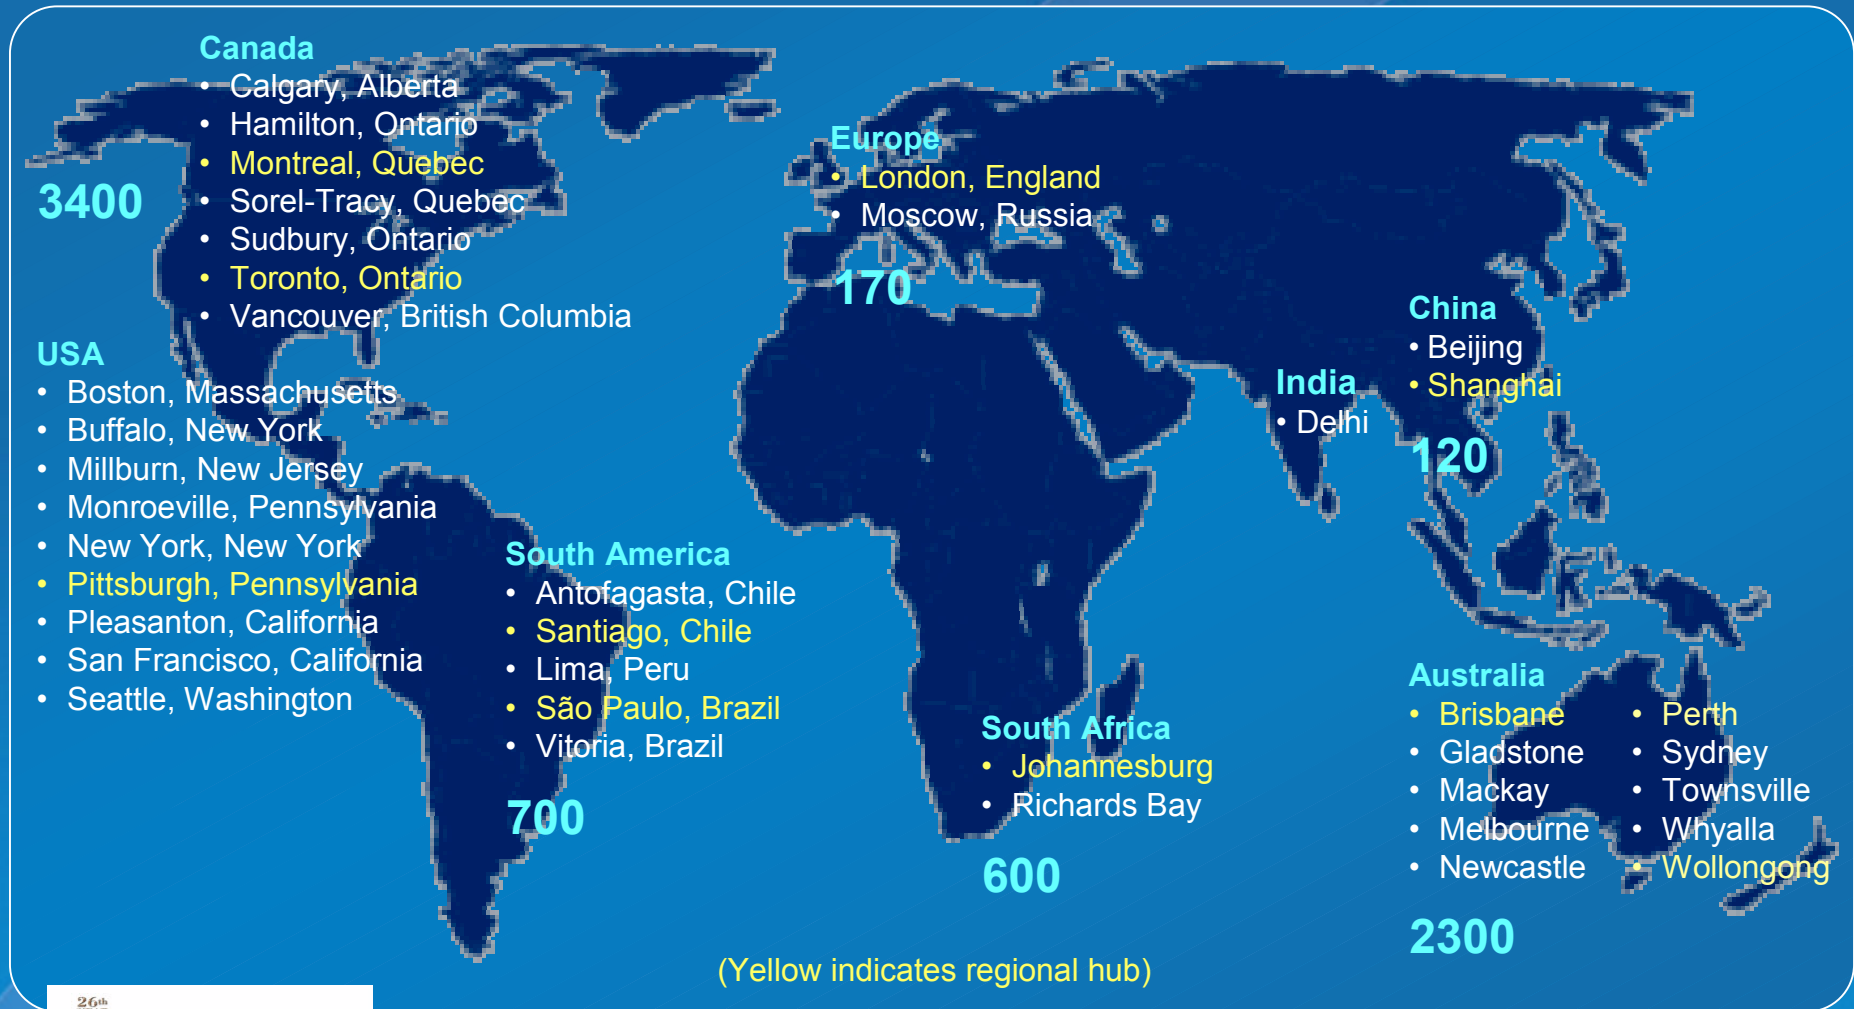 Canada
• Calgary, Alberta
• Hamilton, Ontario
• Montreal, Quebec
• Sorel-Tracy, Quebec
• Sudbury, Ontario
• Toronto, Ontario
• Vancouver, British Columbia
3400
USA
• Boston, Massachusetts
• Buffalo, New York
• Millburn, New Jersey
• Monroeville, Pennsylvania
• New York, New York
• Pittsburgh, Pennsylvania
• Pleasanton, California
• San Francisco, California
• Seattle, Washington
South America
• Antofagasta, Chile
• Santiago, Chile
• Lima, Peru
• São Paulo, Brazil
• Vitoria, Brazil
700
Europe
• London, England
• Moscow, Russia
170
South Africa
• Johannesburg
• Richards Bay
600
India
• Delhi
China
• Beijing
• Shanghai
120
Australia
• Brisbane
• Gladstone
• Mackay
• Melbourne
• Newcastle
• Perth
• Sydney
• Townsville
• Whyalla
• Wollongong
2300
(Yellow indicates regional hub)
26th